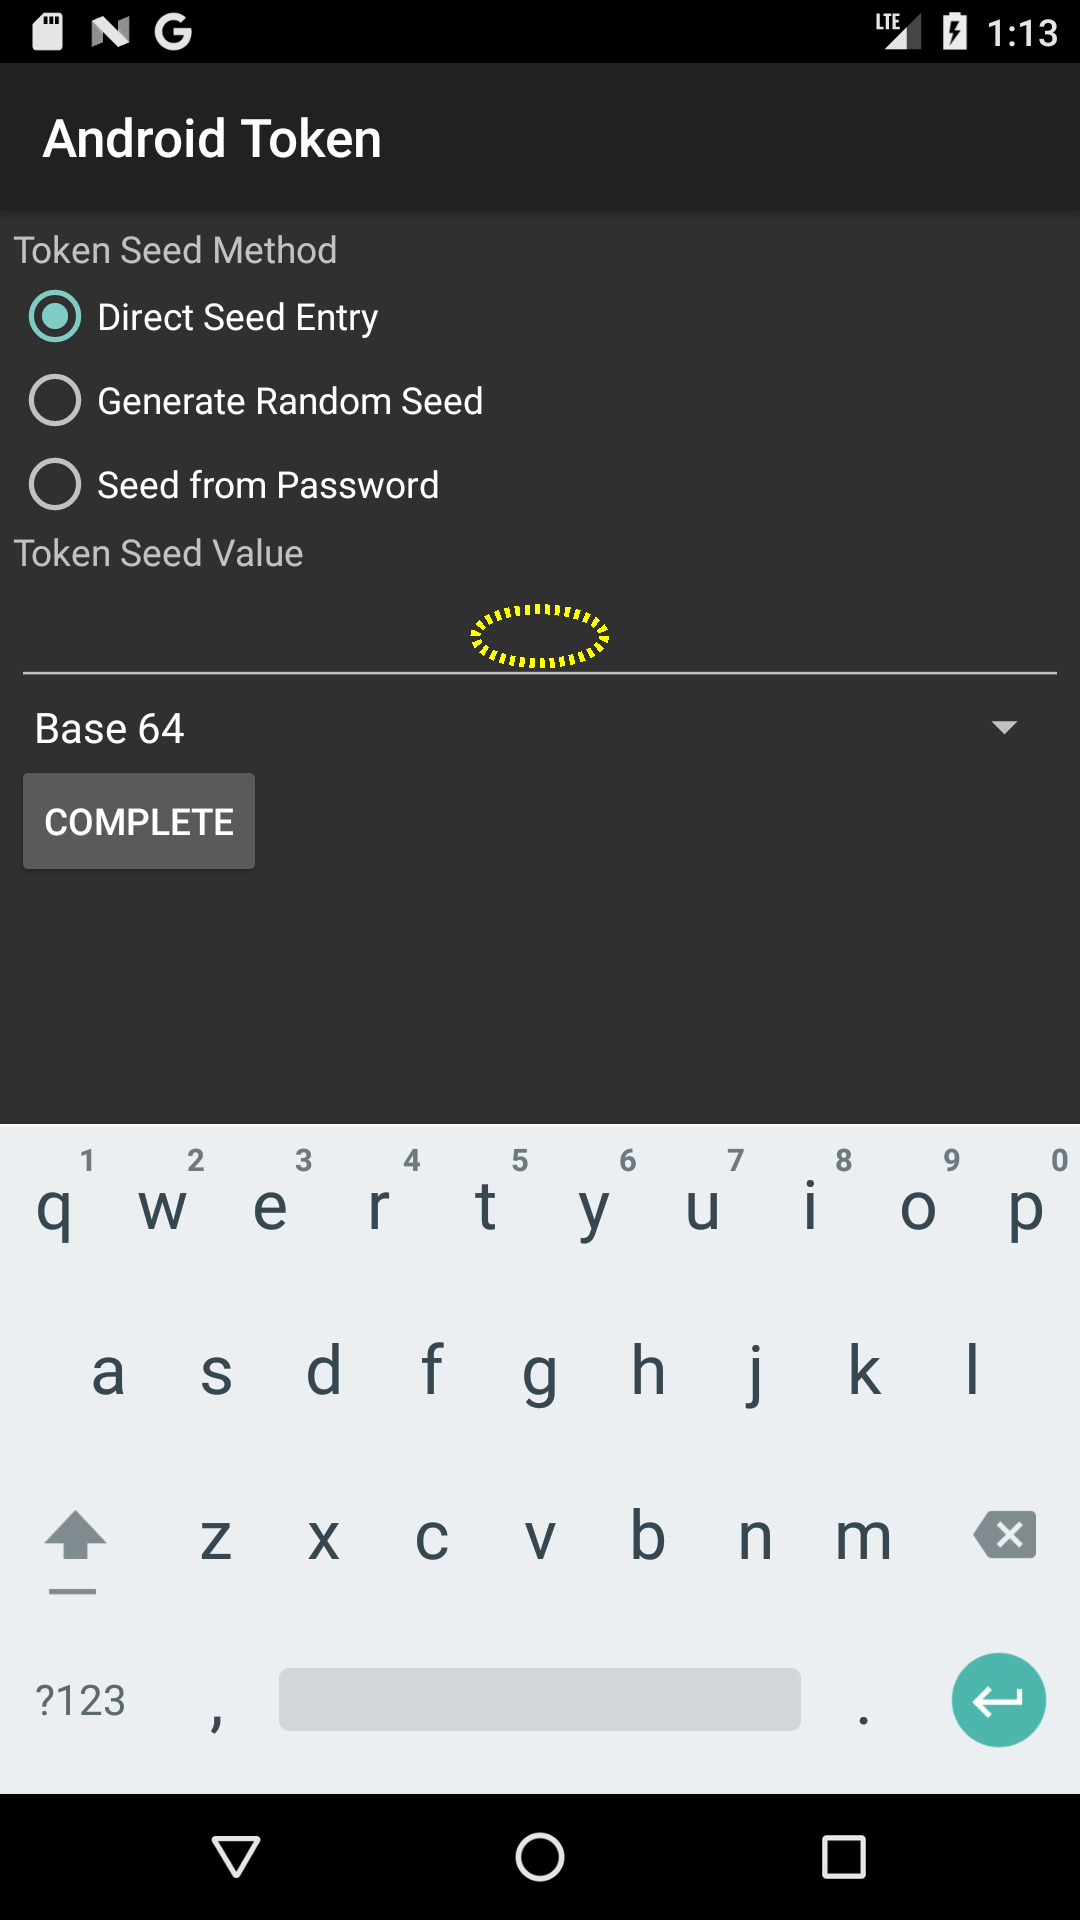 LTE 1:13
Android Token
Token Seed Method
Direct Seed Entry
Generate Random Seed
Seed from Password
Token Seed Value
Base 64
COMPLETE
1 2 3 4 5 6 7 8 9 0
q w e r t y u i o p
a s d f g h j k l
z x c v b n m
?123 , .